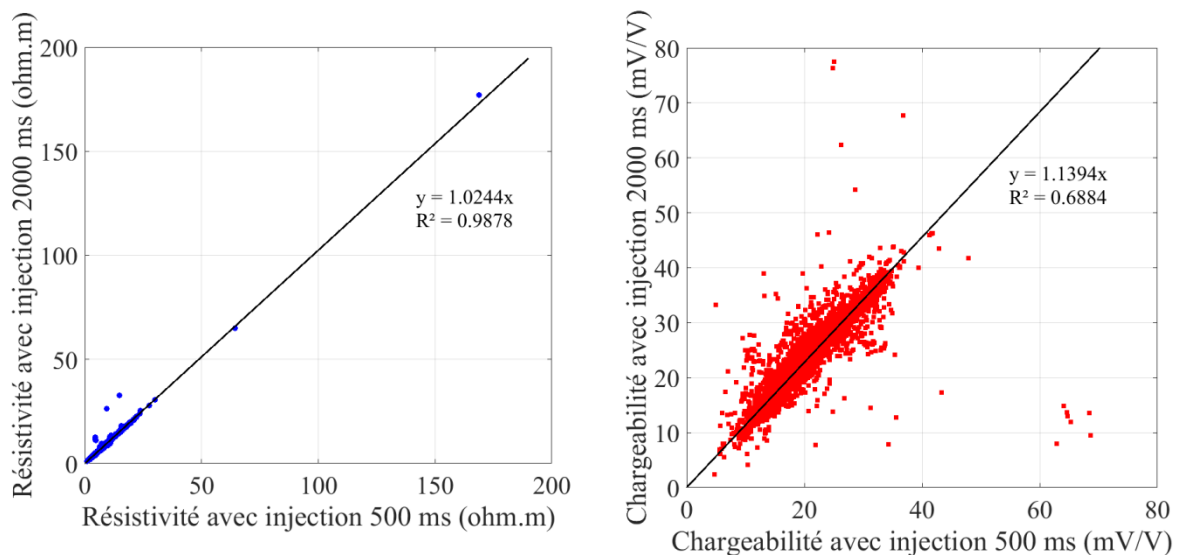 Résistivité avec injection 2000 ms (ohm.m)
200
150
100
50
0
y = 1.0244x
R² = 0.9878
0 50 100 150 200
Résistivité avec injection 500 ms (ohm.m)
Chargeabilité avec injection 2000 ms (mV/V)
80
70
60
50
40
30
20
10
0
y = 1.1394x
R² = 0.6884
0 20 40 60 80
Chargeabilité avec injection 500 ms (mV/V)